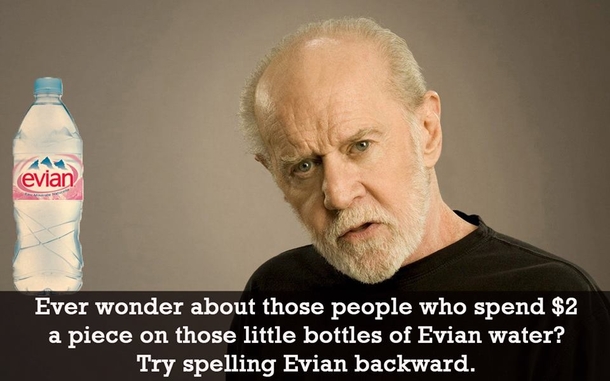 evian
Ever wonder about those people who spend $2
a piece on those little bottles of Evian water?
Try spelling Evian backward.